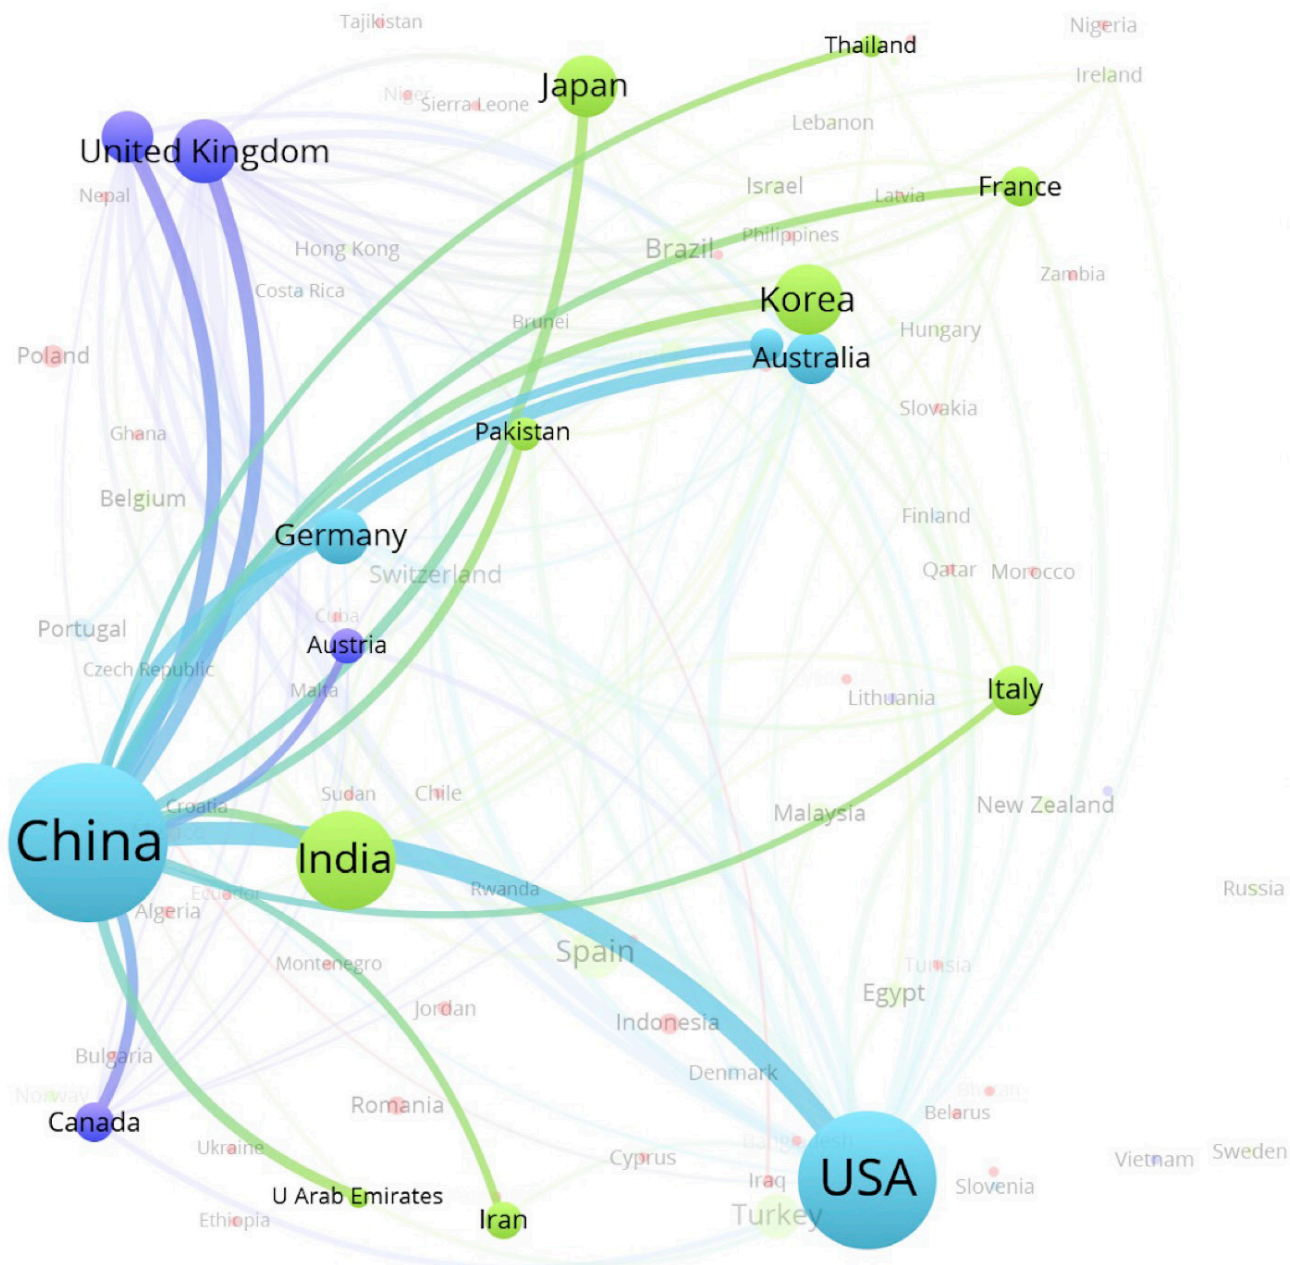 Tajikistan
Nigeria
Thailand
Ireland
Japan
Niger
Sierra Leone
Lebanon
United Kingdom
Israel
Latvia
France
Nepal
Hong Kong
Brazil
Philippines
Zambia
Costa Rica
Korea
Brunei
Hungary
Poland
Australia
Slovakia
Ghana
Pakistan
Belgium
Finland
Germany
Switzerland
Qatar
Morocco
Cuba
Portugal
Austria
Czech Republic
Malta
Lithuania
Italy
Sudan
Chile
Croatia
Malaysia
New Zealand
China
India
Ecuador
Rwanda
Russia
Algeria
Spain
Montenegro
Tunisia
Egypt
Jordan
Indonesia
Bulgaria
Denmark
Norway
Bhutan
Romania
Belarus
Canada
Bangladesh
Ukraine
Cyprus
Vietnam
Sweden
USA
Iraq
Slovenia
U Arab Emirates
Ethiopia
Iran
Turkey